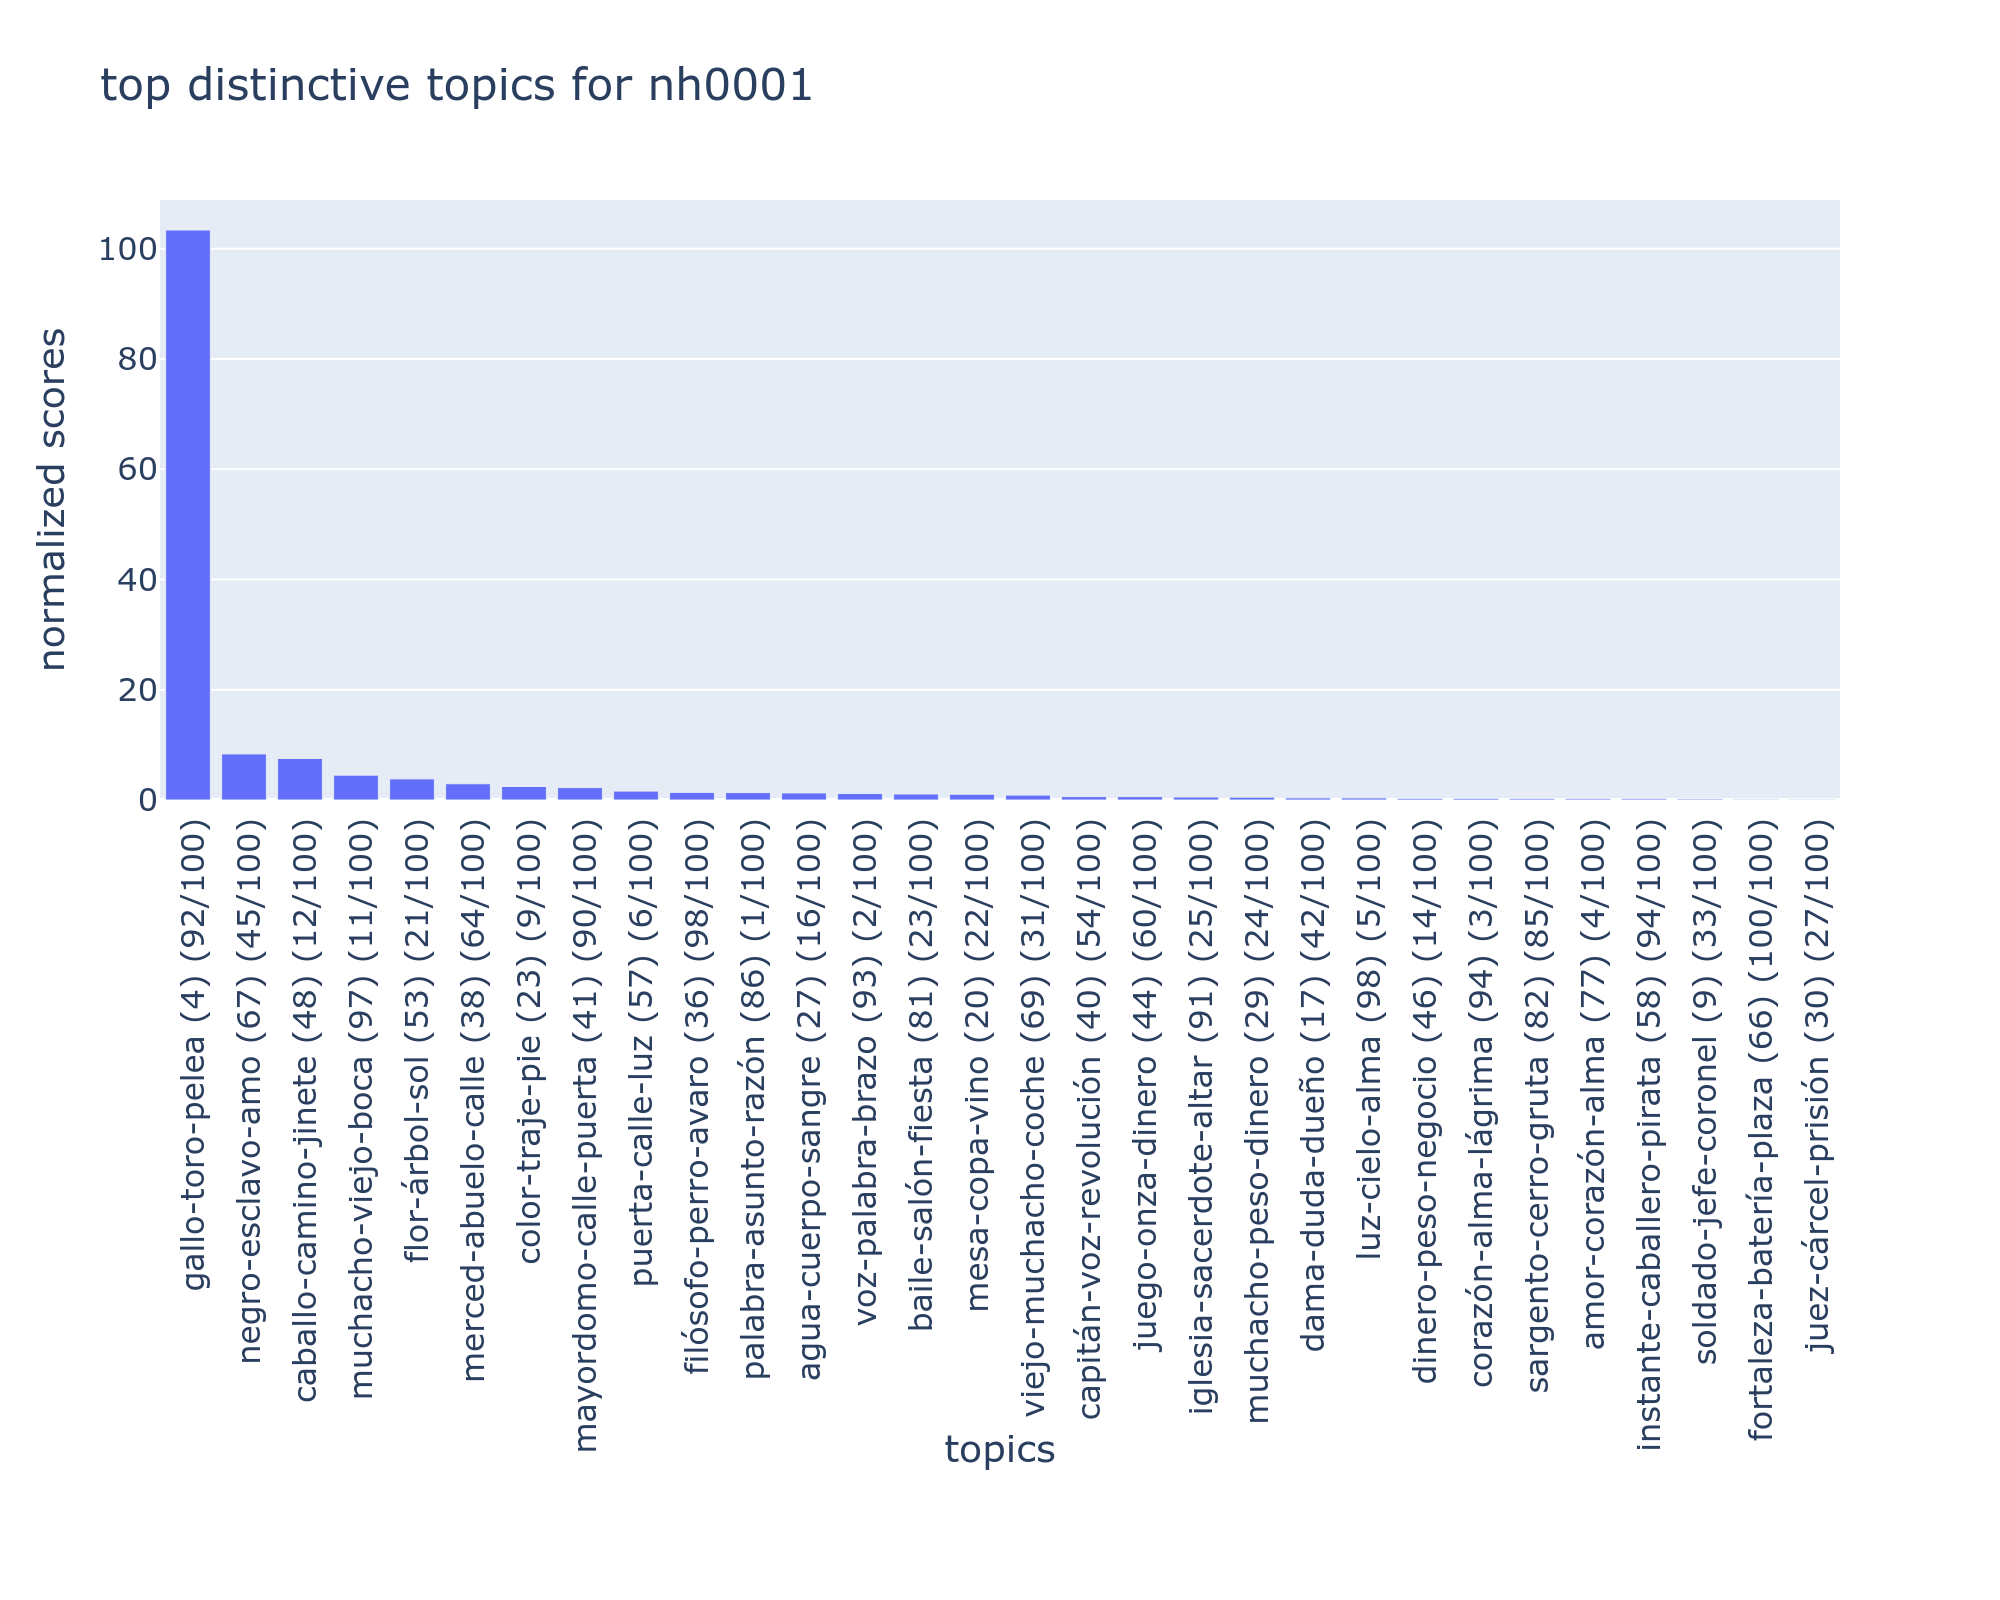 top distinctive topics for nh0001
normalized scores
100
80
60
40
20
0
gallo-toro-pelea (4) (92/100)
negro-esclavo-amo (67) (45/100)
caballo-camino-jinete (48) (12/100)
muchacho-viejo-boca (97) (11/100)
flor-árbol-sol (53) (21/100)
merced-abuelo-calle (38) (64/100)
color-traje-pie (23) (9/100)
mayordomo-calle-puerta (41) (90/100)
puerta-calle-luz (57) (6/100)
filósofo-perro-avaro (36) (98/100)
palabra-asunto-razón (86) (1/100)
agua-cuerpo-sangre (27) (16/100)
voz-palabra-brazo (93) (2/100)
baile-salón-fiesta (81) (23/100)
mesa-copa-vino (20) (22/100)
viejo-muchacho-coche (69) (31/100)
capitán-voz-revolución (40) (54/100)
juego-onza-dinero (44) (60/100)
iglesia-sacerdote-altar (91) (25/100)
muchacho-peso-dinero (29) (24/100)
dama-duda-dueño (17) (42/100)
luz-cielo-alma (98) (5/100)
dinero-peso-negocio (46) (14/100)
corazón-alma-lágrima (94) (3/100)
sargento-cerro-gruta (82) (85/100)
amor-corazón-alma (77) (4/100)
instante-caballero-pirata (58) (94/100)
soldado-jefe-coronel (9) (33/100)
fortaleza-batería-plaza (66) (100/100)
juez-cárcel-prisión (30) (27/100)
topics